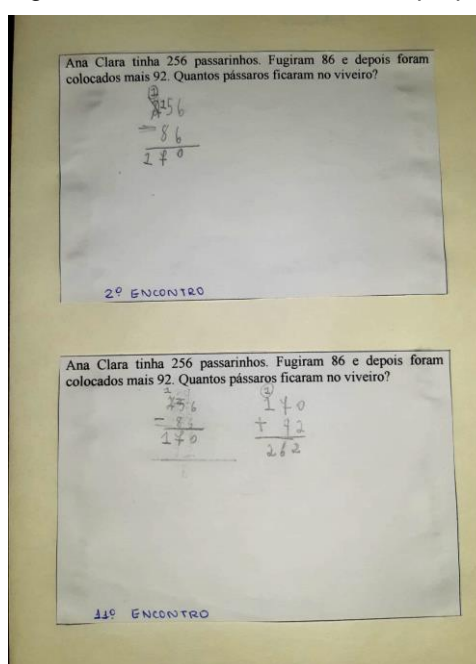 Ana Clara tinha 256 passarinhos. Fugiram 86 e depois foram
colocados mais 92. Quantos pássaros ficaram no viveiro?
256
- 86
170
2º ENCONTRO
Ana Clara tinha 256 passarinhos. Fugiram 86 e depois foram
colocados mais 92. Quantos pássaros ficaram no viveiro?
256 170
- 86 + 92
170 262
11º ENCONTRO